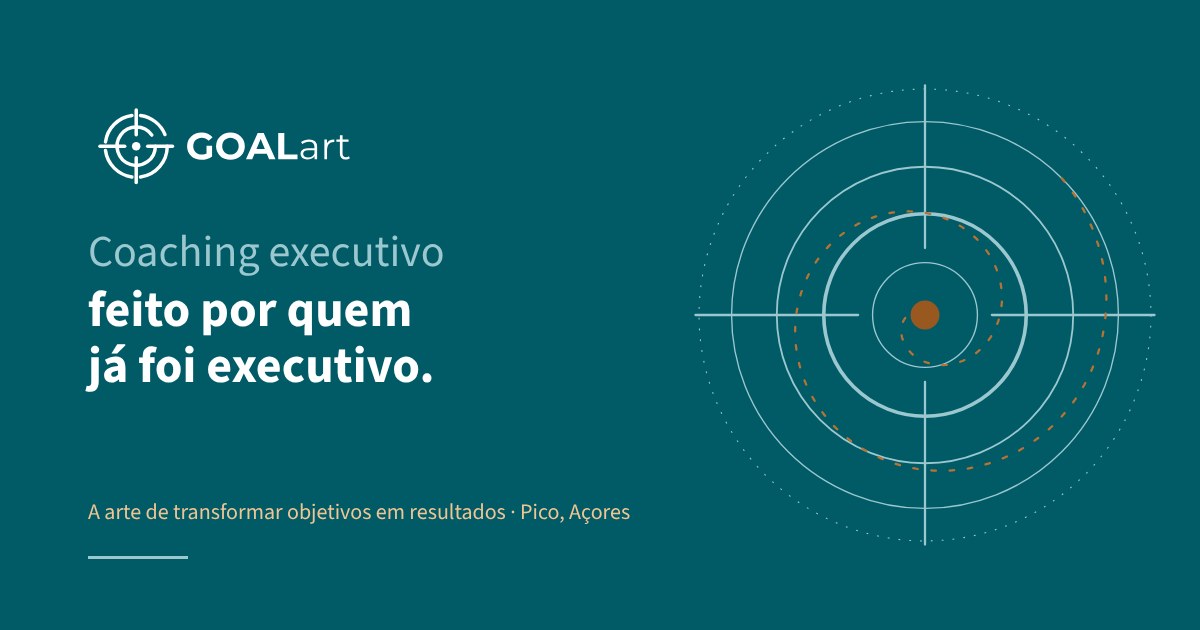 GOALart
Coaching executivo
feito por quem
já foi executivo.
A arte de transformar objetivos em resultados · Pico, Açores